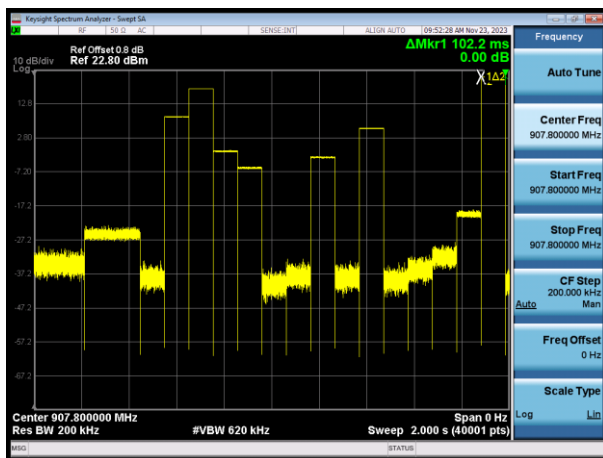 Keysight Spectrum Analyzer - Swept SA
RF 50 Ω AC SENSE:INT ALIGN AUTO 09:52:28 AM Nov 23, 2023
ΔMkr1 102.2 ms
0.00 dB
Ref Offset 0.8 dB
Ref 22.80 dBm
10 dB/div
Log
1Δ2
12.8
2.80
-7.20
-17.2
-27.2
-37.2
-47.2
-57.2
-67.2
Center 907.800000 MHz
Span 0 Hz
Res BW 200 kHz
#VBW 620 kHz
Sweep 2.000 s (40001 pts)
MSG
STATUS
Frequency
Auto Tune
Center Freq
907.800000 MHz
Start Freq
907.800000 MHz
Stop Freq
907.800000 MHz
CF Step
200.000 kHz
Auto Man
Freq Offset
0 Hz
Scale Type
Log Lin